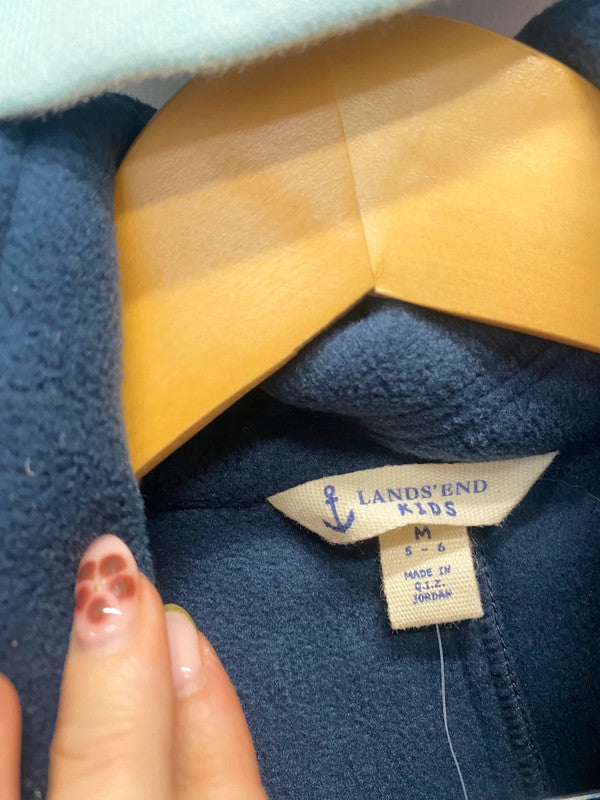 LANDS' END
KIDS
M
5 - 6
MADE IN
Q.I.Z.
JORDAN